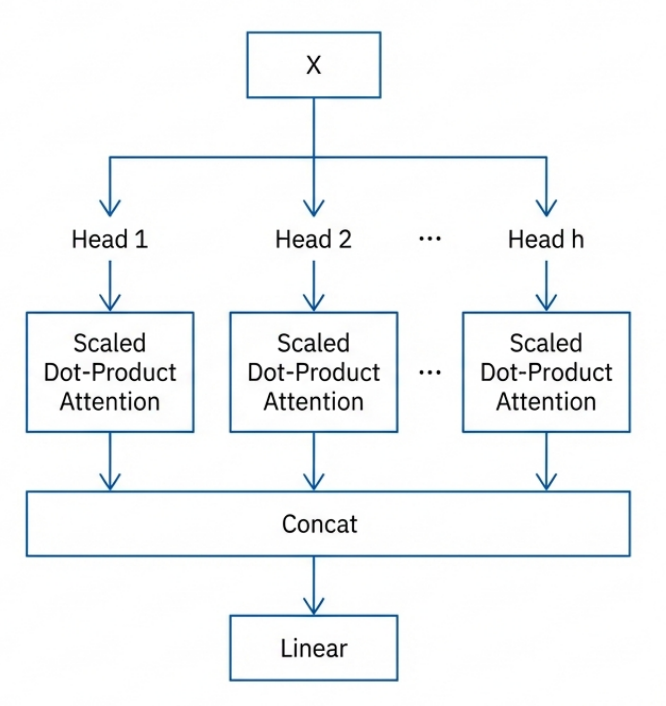 X
Head 1
Head 2
...
Head h
Scaled
Dot-Product
Attention
Scaled
Dot-Product
Attention
...
Scaled
Dot-Product
Attention
Concat
Linear